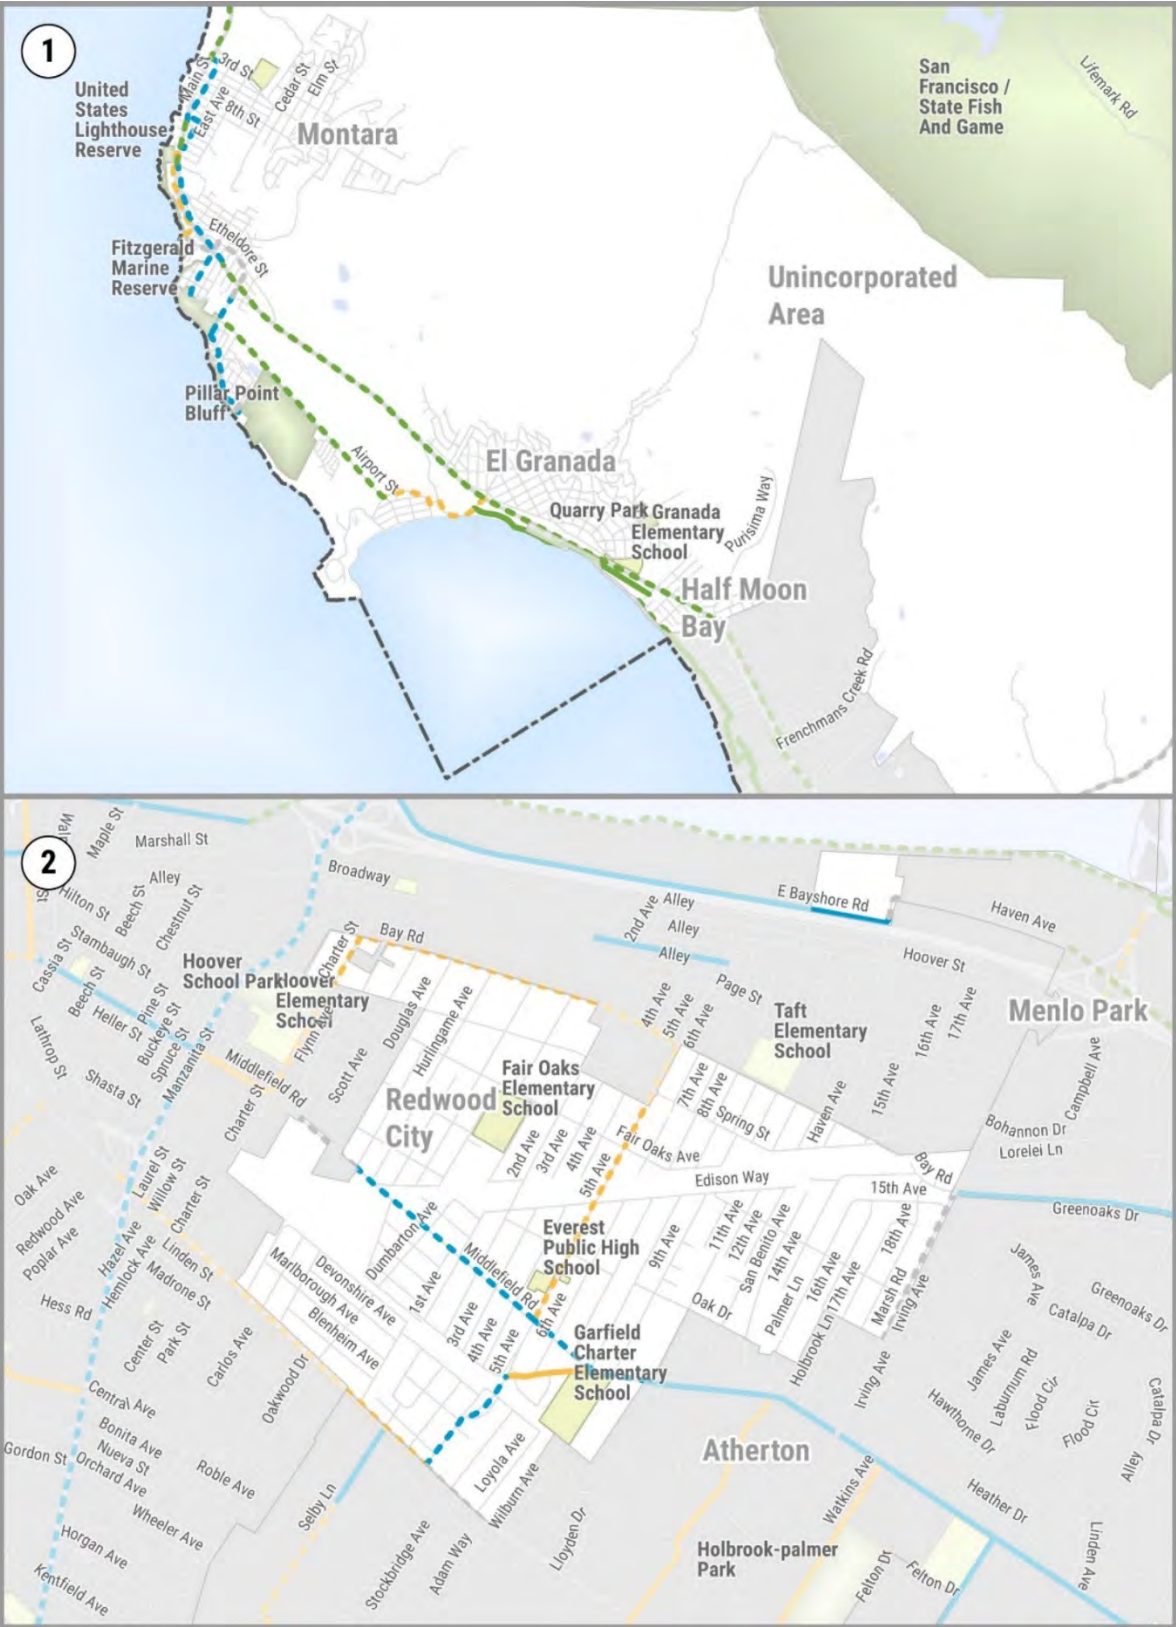 1
3rd St
Main St
East Ave
8th St
Cedar St
Elm St
United
States
Lighthouse
Reserve
Montara
San
Francisco /
State Fish
And Game
Lifemark Rd
Etheldore St
Fitzgerald
Marine
Reserve
Unincorporated
Area
Pillar Point
Bluff
Airport St
El Granada
Quarry Park
Granada
Elementary
School
Purisima Way
Half Moon
Bay
Frenchmans Creek Rd
2
Maple St
Marshall St
Alley
Broadway
Hilton St
Beech St
Chestnut St
Stambaugh St
Cassia St
Beech St
Heller St
Pine St
Buckeye St
Spruce St
Manzanita St
Lathrop St
Shasta St
Hoover
School Park
Hoover
Elementary
School
Charter St
Flynn Ave
Bay Rd
Middlefield Rd
Charter St
Scott Ave
Douglas Ave
Hurlingame Ave
2nd Ave
Alley
Alley
Alley
E Bayshore Rd
Haven Ave
Hoover St
Page St
4th Ave
5th Ave
6th Ave
Taft
Elementary
School
16th Ave
17th Ave
Menlo Park
Campbell Ave
Redwood
City
Fair Oaks
Elementary
School
7th Ave
8th Ave
Spring St
Haven Ave
15th Ave
Bohannon Dr
Lorelei Ln
2nd Ave
3rd Ave
4th Ave
Fair Oaks Ave
5th Ave
Edison Way
Bay Rd
15th Ave
Greenoaks Dr
Oak Ave
Redwood Ave
Poplar Ave
Laurel St
Willow St
Charter St
Hazel Ave
Hemlock Ave
Linden St
Madrone St
Hess Rd
Center St
Park St
Carlos Ave
Dumbarton Ave
Devonshire Ave
Marlborough Ave
Blenheim Ave
1st Ave
Middlefield Rd
3rd Ave
4th Ave
5th Ave
6th Ave
Everest
Public High
School
9th Ave
11th Ave
12th Ave
San Benito Ave
14th Ave
Palmer Ln
16th Ave
17th Ave
18th Ave
Marsh Rd
Irving Ave
Oak Dr
Holbrook Ln
Irving Ave
James Ave
Greenoaks Dr
Catalpa Dr
James Ave
Laburnum Rd
Flood Cir
Flood Cir
Catalpa Dr
Hawthorne Dr
Alley
Garfield
Charter
Elementary
School
Oakwood Dr
Central Ave
Bonita Ave
Nueva St
Orchard Ave
Gordon St
Roble Ave
Wheeler Ave
Horgan Ave
Kentfield Ave
Selby Ln
Loyola Ave
Wilburn Ave
Stockbridge Ave
Adam Way
Lloyden Dr
Atherton
Watkins Ave
Heather Dr
Holbrook-palmer
Park
Felton Dr
Felton Dr
Linden Ave